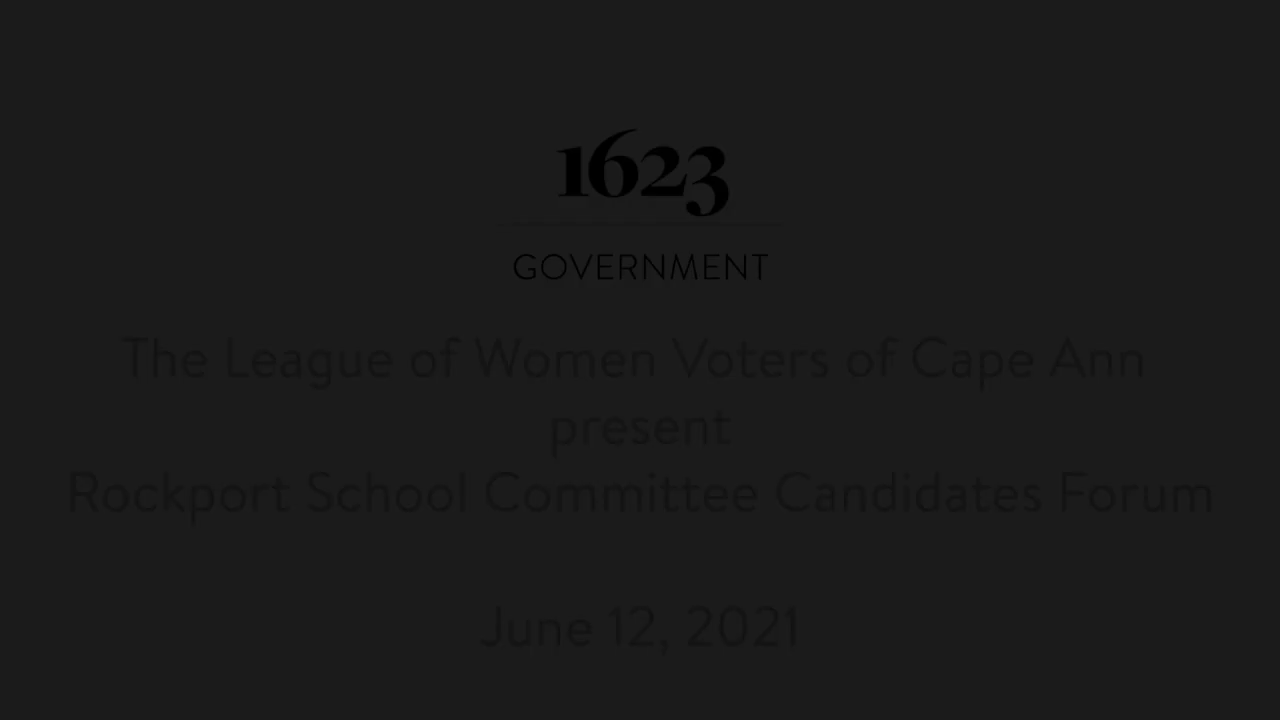 1623
GOVERNMENT
The League of Women Voters of Cape Ann
present
Rockport School Committee Candidates Forum
June 12, 2021